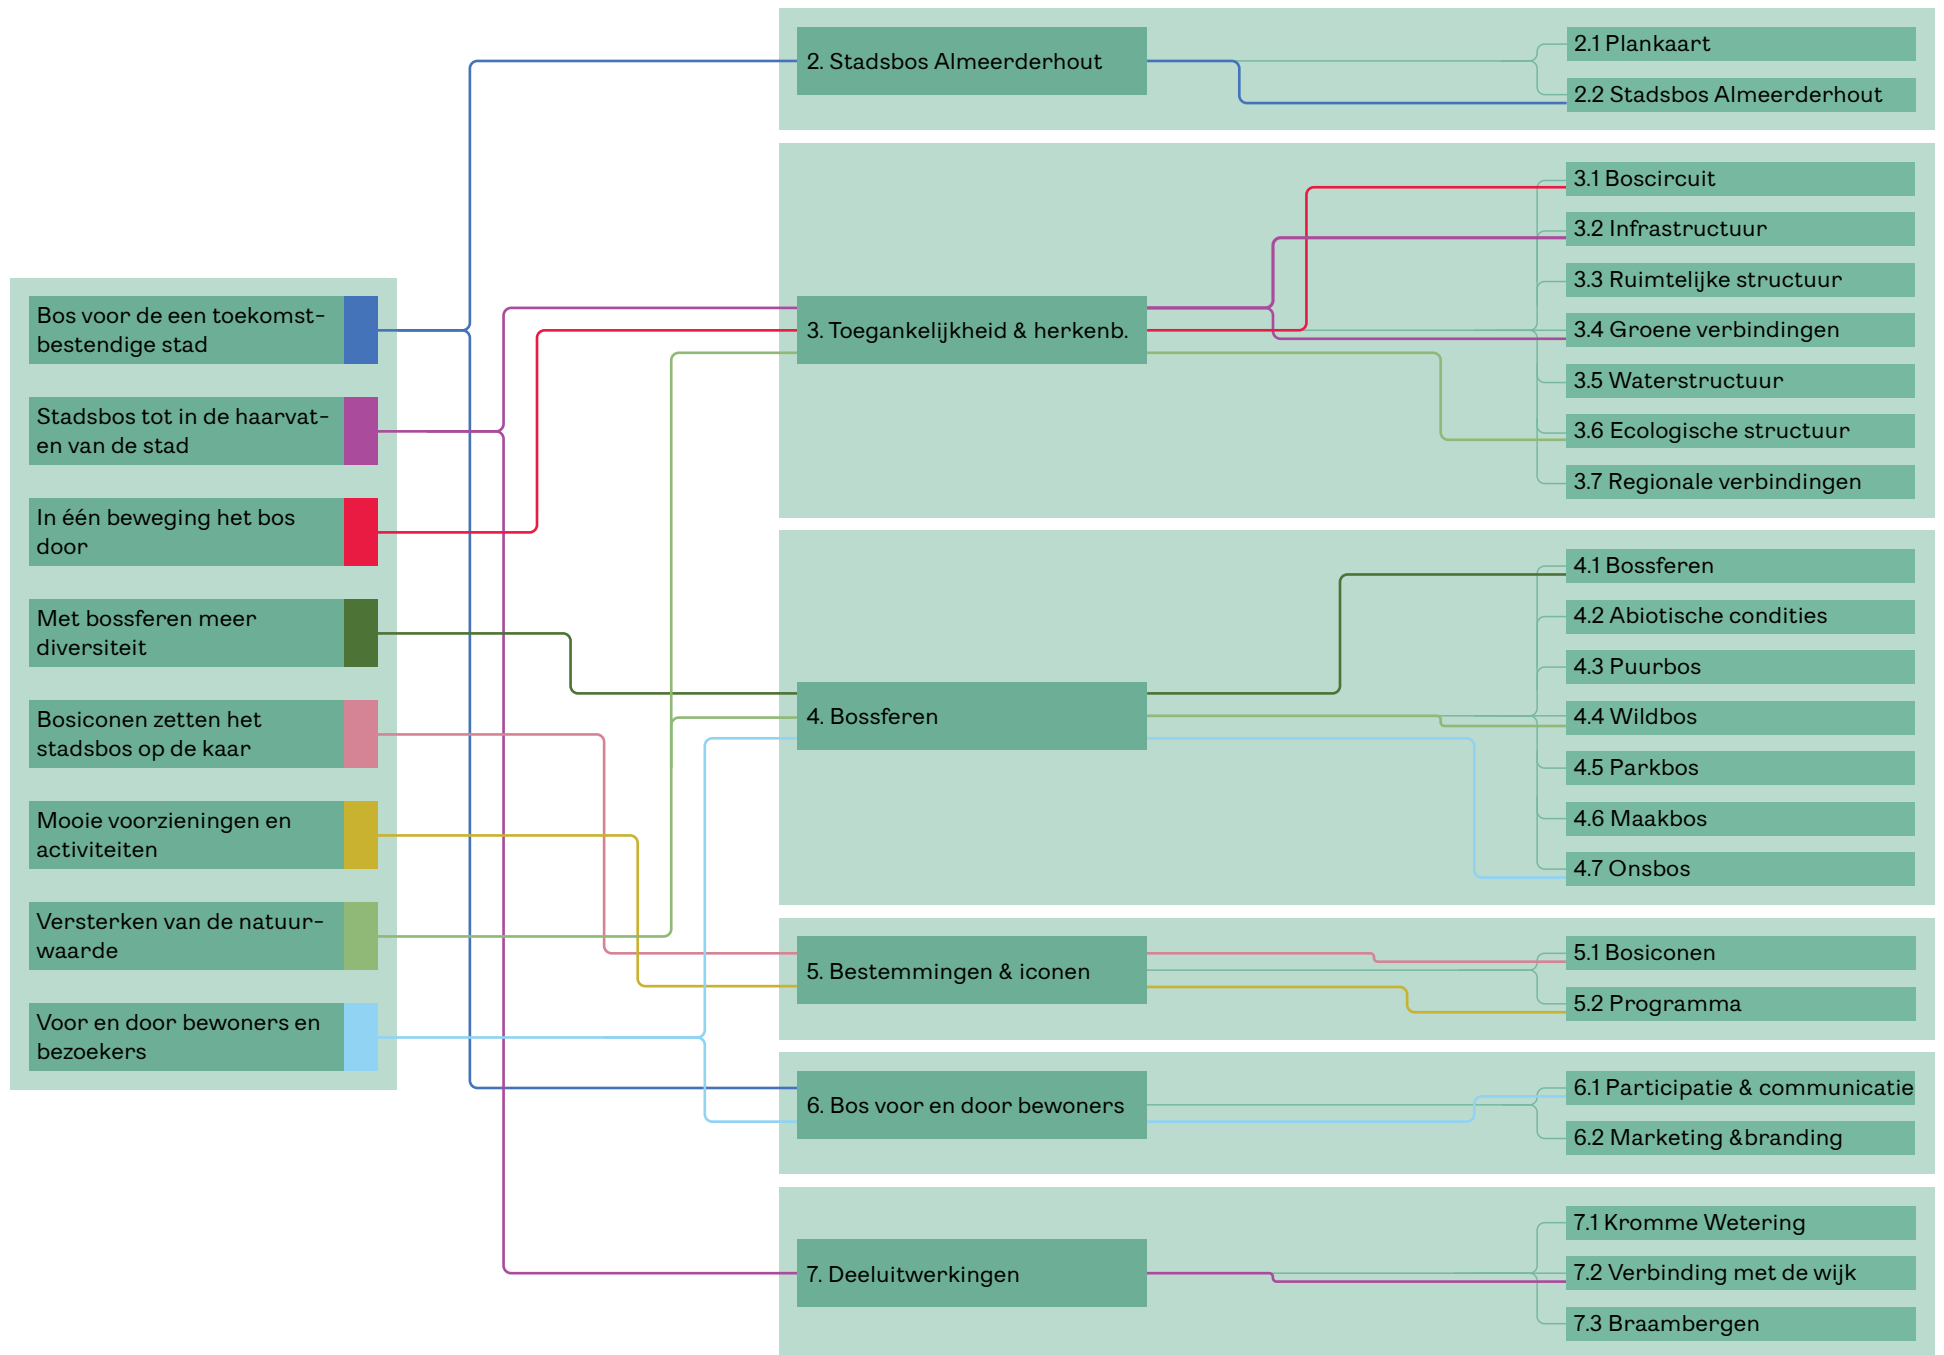 Bos voor de een toekomst-
bestendige stad
Stadsbos tot in de haarvat-
en van de stad
In één beweging het bos
door
Met bossferen meer
diversiteit
Bosiconen zetten het
stadsbos op de kaar
Mooie voorzieningen en
activiteiten
Versterken van de natuur-
waarde
Voor en door bewoners en
bezoekers
2. Stadsbos Almeerderhout
2.1 Plankaart
2.2 Stadsbos Almeerderhout
3. Toegankelijkheid & herkenb.
3.1 Boscircuit
3.2 Infrastructuur
3.3 Ruimtelijke structuur
3.4 Groene verbindingen
3.5 Waterstructuur
3.6 Ecologische structuur
3.7 Regionale verbindingen
4. Bossferen
4.1 Bossferen
4.2 Abiotische condities
4.3 Puurbos
4.4 Wildbos
4.5 Parkbos
4.6 Maakbos
4.7 Onsbos
5. Bestemmingen & iconen
5.1 Bosiconen
5.2 Programma
6. Bos voor en door bewoners
6.1 Participatie & communicatie
6.2 Marketing &branding
7. Deeluitwerkingen
7.1 Kromme Wetering
7.2 Verbinding met de wijk
7.3 Braambergen